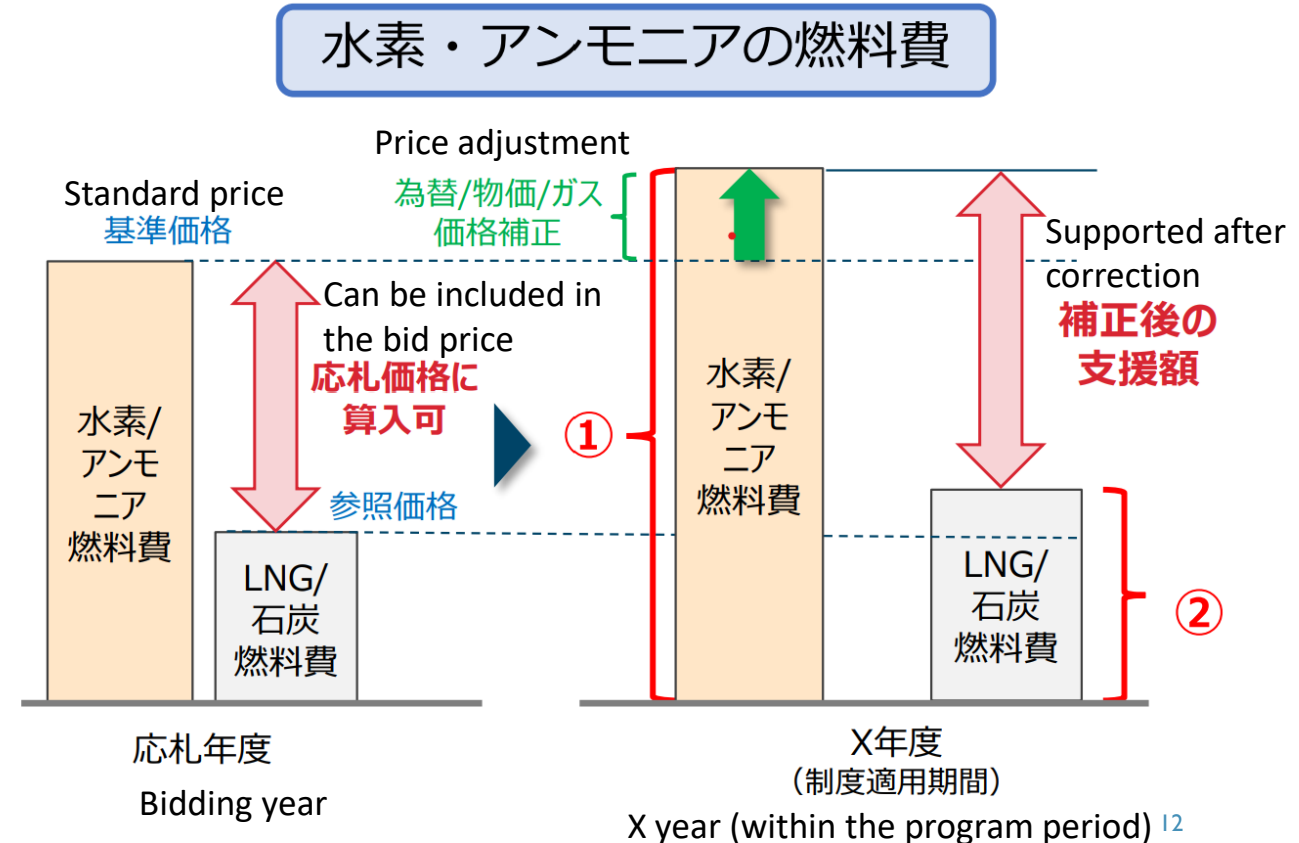 水素・アンモニアの燃料費
Price adjustment
為替/物価/ガス
価格補正
Standard price
基準価格
Can be included in
the bid price
応札価格に
算入可
参照価格
水素/
アンモ
ニア
燃料費
LNG/
石炭
燃料費
応札年度
Bidding year
①
水素/
アンモ
ニア
燃料費
Supported after
correction
補正後の
支援額
LNG/
石炭
燃料費
②
X年度
（制度適用期間）
X year (within the program period)
12